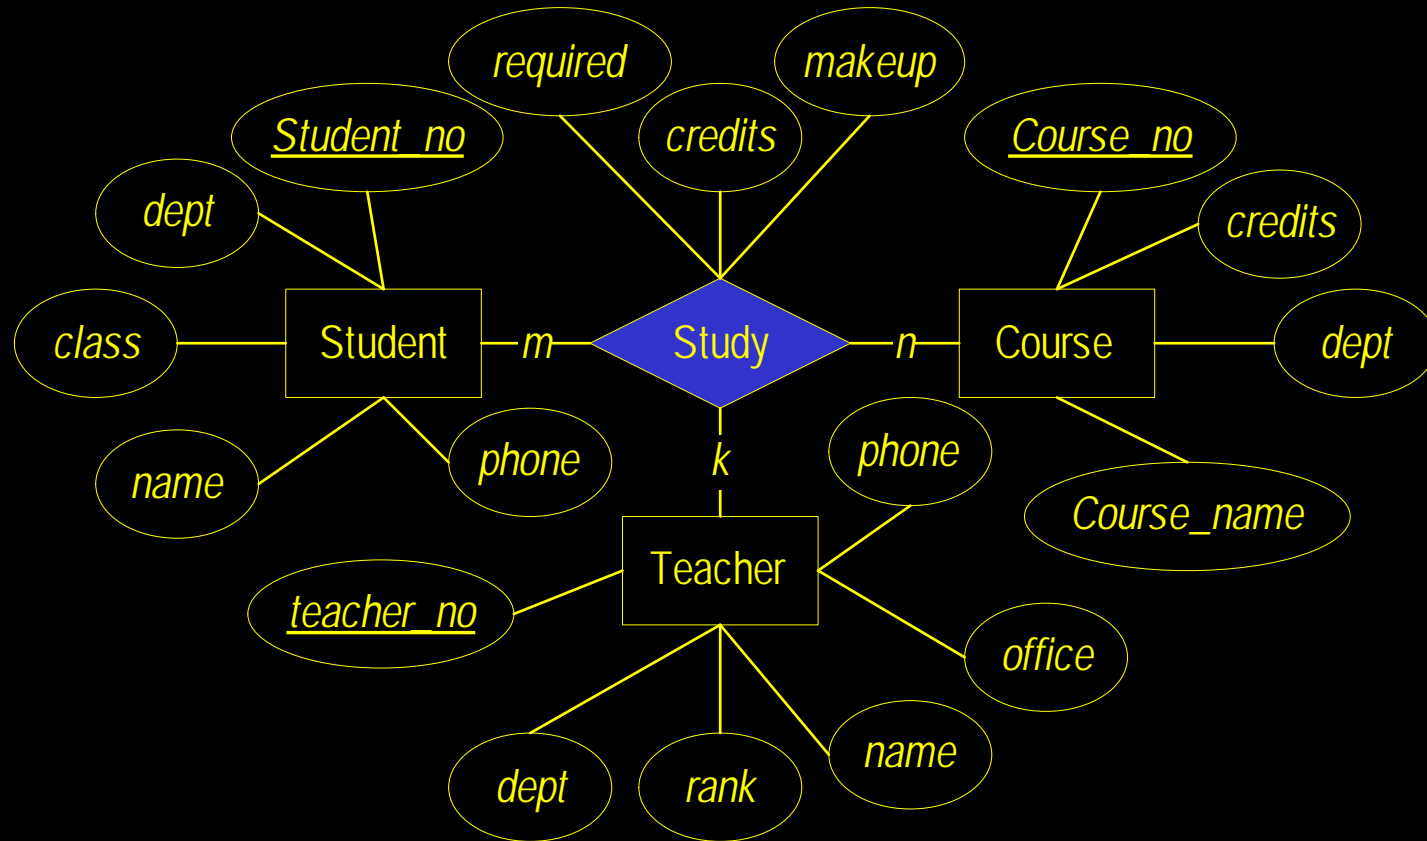 required
makeup
Student_no
credits
Course_no
dept
credits
class
Student
m
Study
n
Course
dept
name
phone
k
phone
Course_name
Teacher
teacher_no
office
dept
rank
name